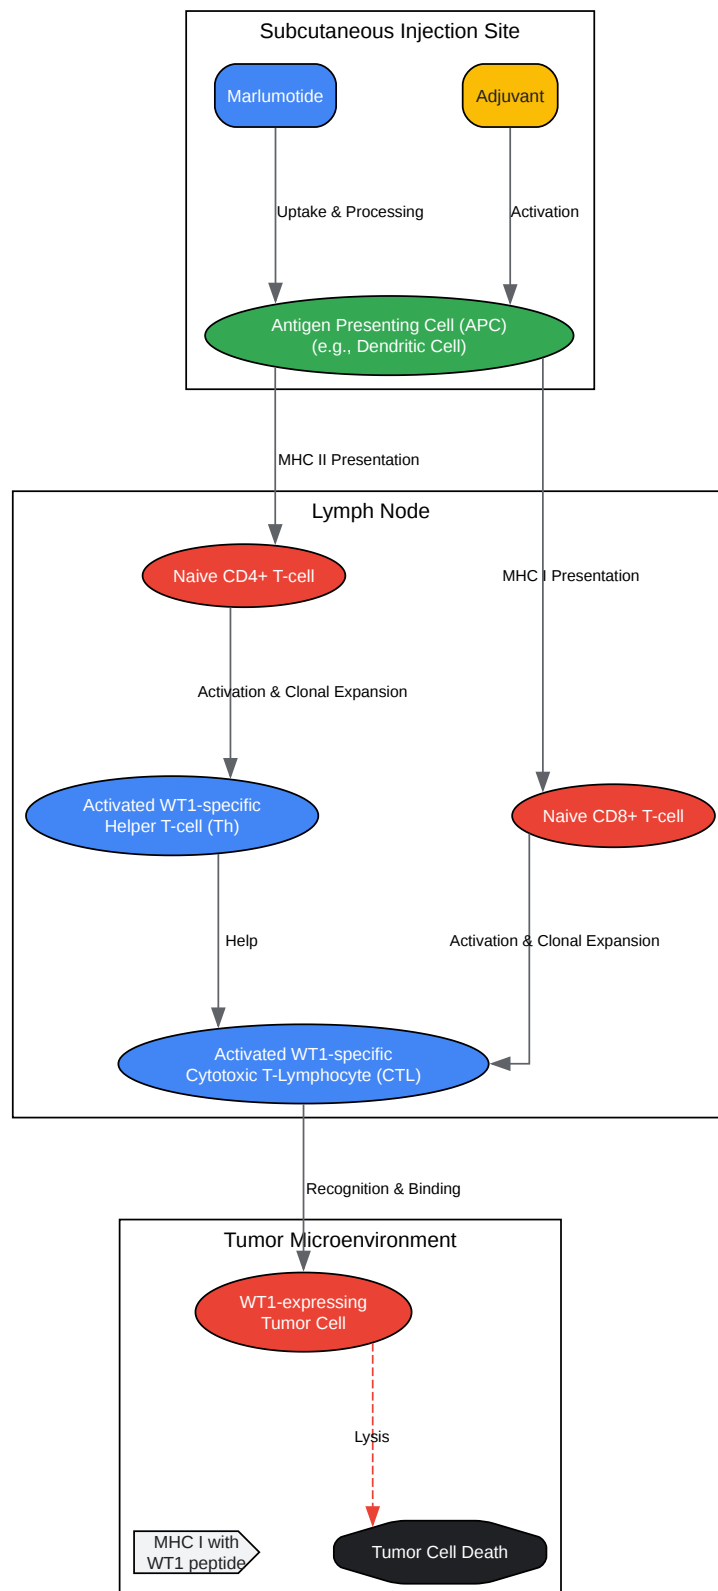 Subcutaneous Injection Site
Marlumotide
Adjuvant
Uptake & Processing
Activation
Antigen Presenting Cell (APC)
(e.g., Dendritic Cell)
MHC II Presentation
Lymph Node
Naive CD4+ T-cell
MHC I Presentation
Activation & Clonal Expansion
Activated WT1-specific
Helper T-cell (Th)
Naive CD8+ T-cell
Help
Activation & Clonal Expansion
Activated WT1-specific
Cytotoxic T-Lymphocyte (CTL)
Recognition & Binding
Tumor Microenvironment
WT1-expressing
Tumor Cell
Lysis
MHC I with
WT1 peptide
Tumor Cell Death